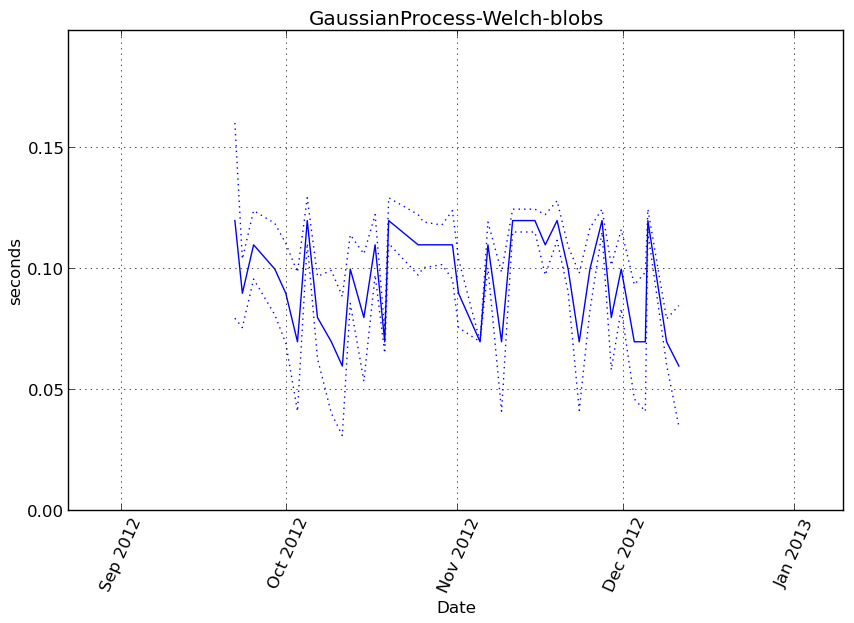 GaussianProcess-Welch-blobs
seconds
0.15
0.10
0.05
0.00
Sep 2012
Oct 2012
Nov 2012
Dec 2012
Jan 2013
Date